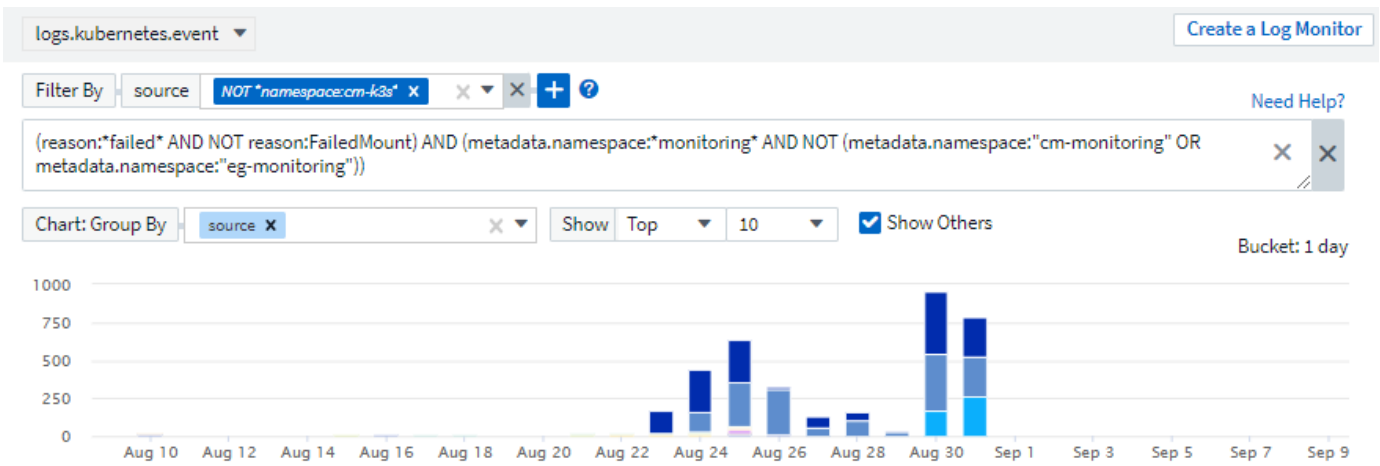 logs.kubernetes.event
Create a Log Monitor
Filter By source NOT *namespace:cm-k3s* x
Need Help?
(reason:*failed* AND NOT reason:FailedMount) AND (metadata.namespace:*monitoring* AND NOT (metadata.namespace:"cm-monitoring" OR
metadata.namespace:"eg-monitoring"))
Chart: Group By source x Show Top 10 Show Others
Bucket: 1 day
1000
750
500
250
0
Aug 10 Aug 12 Aug 14 Aug 16 Aug 18 Aug 20 Aug 22 Aug 24 Aug 26 Aug 28 Aug 30 Sep 1 Sep 3 Sep 5 Sep 7 Sep 9